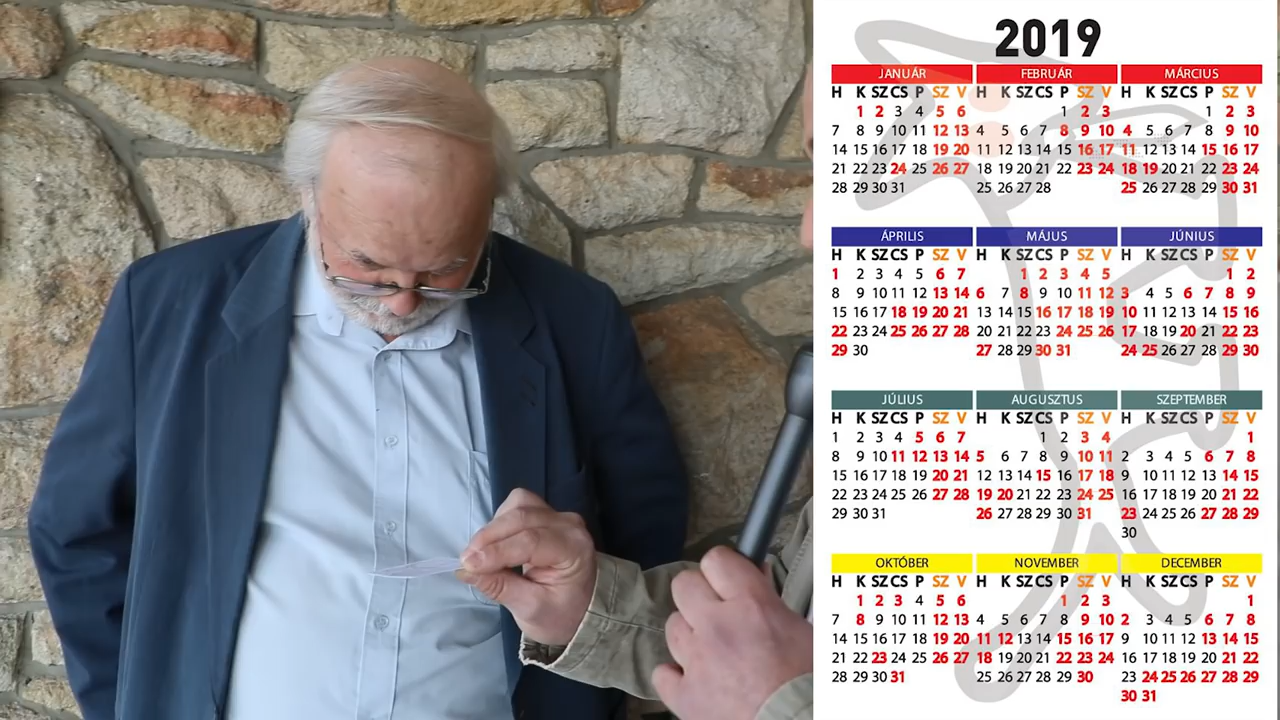 2019
JANUÁR
H K SZ CS P SZ V
1 2 3 4 5 6
7 8 9 10 11 12 13
14 15 16 17 18 19 20
21 22 23 24 25 26 27
28 29 30 31
FEBRUÁR
H K SZ CS P SZ V
1 2 3
4 5 6 7 8 9 10
11 12 13 14 15 16 17
18 19 20 21 22 23 24
25 26 27 28
MÁRCIUS
H K SZ CS P SZ V
1 2 3
4 5 6 7 8 9 10
11 12 13 14 15 16 17
18 19 20 21 22 23 24
25 26 27 28 29 30 31
ÁPRILIS
H K SZ CS P SZ V
1 2 3 4 5 6 7
8 9 10 11 12 13 14
15 16 17 18 19 20 21
22 23 24 25 26 27 28
29 30
MÁJUS
H K SZ CS P SZ V
1 2 3 4 5
6 7 8 9 10 11 12
13 14 15 16 17 18 19
20 21 22 23 24 25 26
27 28 29 30 31
JÚNIUS
H K SZ CS P SZ V
1 2
3 4 5 6 7 8 9
10 11 12 13 14 15 16
17 18 19 20 21 22 23
24 25 26 27 28 29 30
JÚLIUS
H K SZ CS P SZ V
1 2 3 4 5 6 7
8 9 10 11 12 13 14
15 16 17 18 19 20 21
22 23 24 25 26 27 28
29 30 31
AUGUSZTUS
H K SZ CS P SZ V
1 2 3 4
5 6 7 8 9 10 11
12 13 14 15 16 17 18
19 20 21 22 23 24 25
26 27 28 29 30 31
SZEPTEMBER
H K SZ CS P SZ V
1
2 3 4 5 6 7 8
9 10 11 12 13 14 15
16 17 18 19 20 21 22
23 24 25 26 27 28 29
30
OKTÓBER
H K SZ CS P SZ V
1 2 3 4 5 6
7 8 9 10 11 12 13
14 15 16 17 18 19 20
21 22 23 24 25 26 27
28 29 30 31
NOVEMBER
H K SZ CS P SZ V
1 2 3
4 5 6 7 8 9 10
11 12 13 14 15 16 17
18 19 20 21 22 23 24
25 26 27 28 29 30
DECEMBER
H K SZ CS P SZ V
1
2 3 4 5 6 7 8
9 10 11 12 13 14 15
16 17 18 19 20 21 22
23 24 25 26 27 28 29
30 31